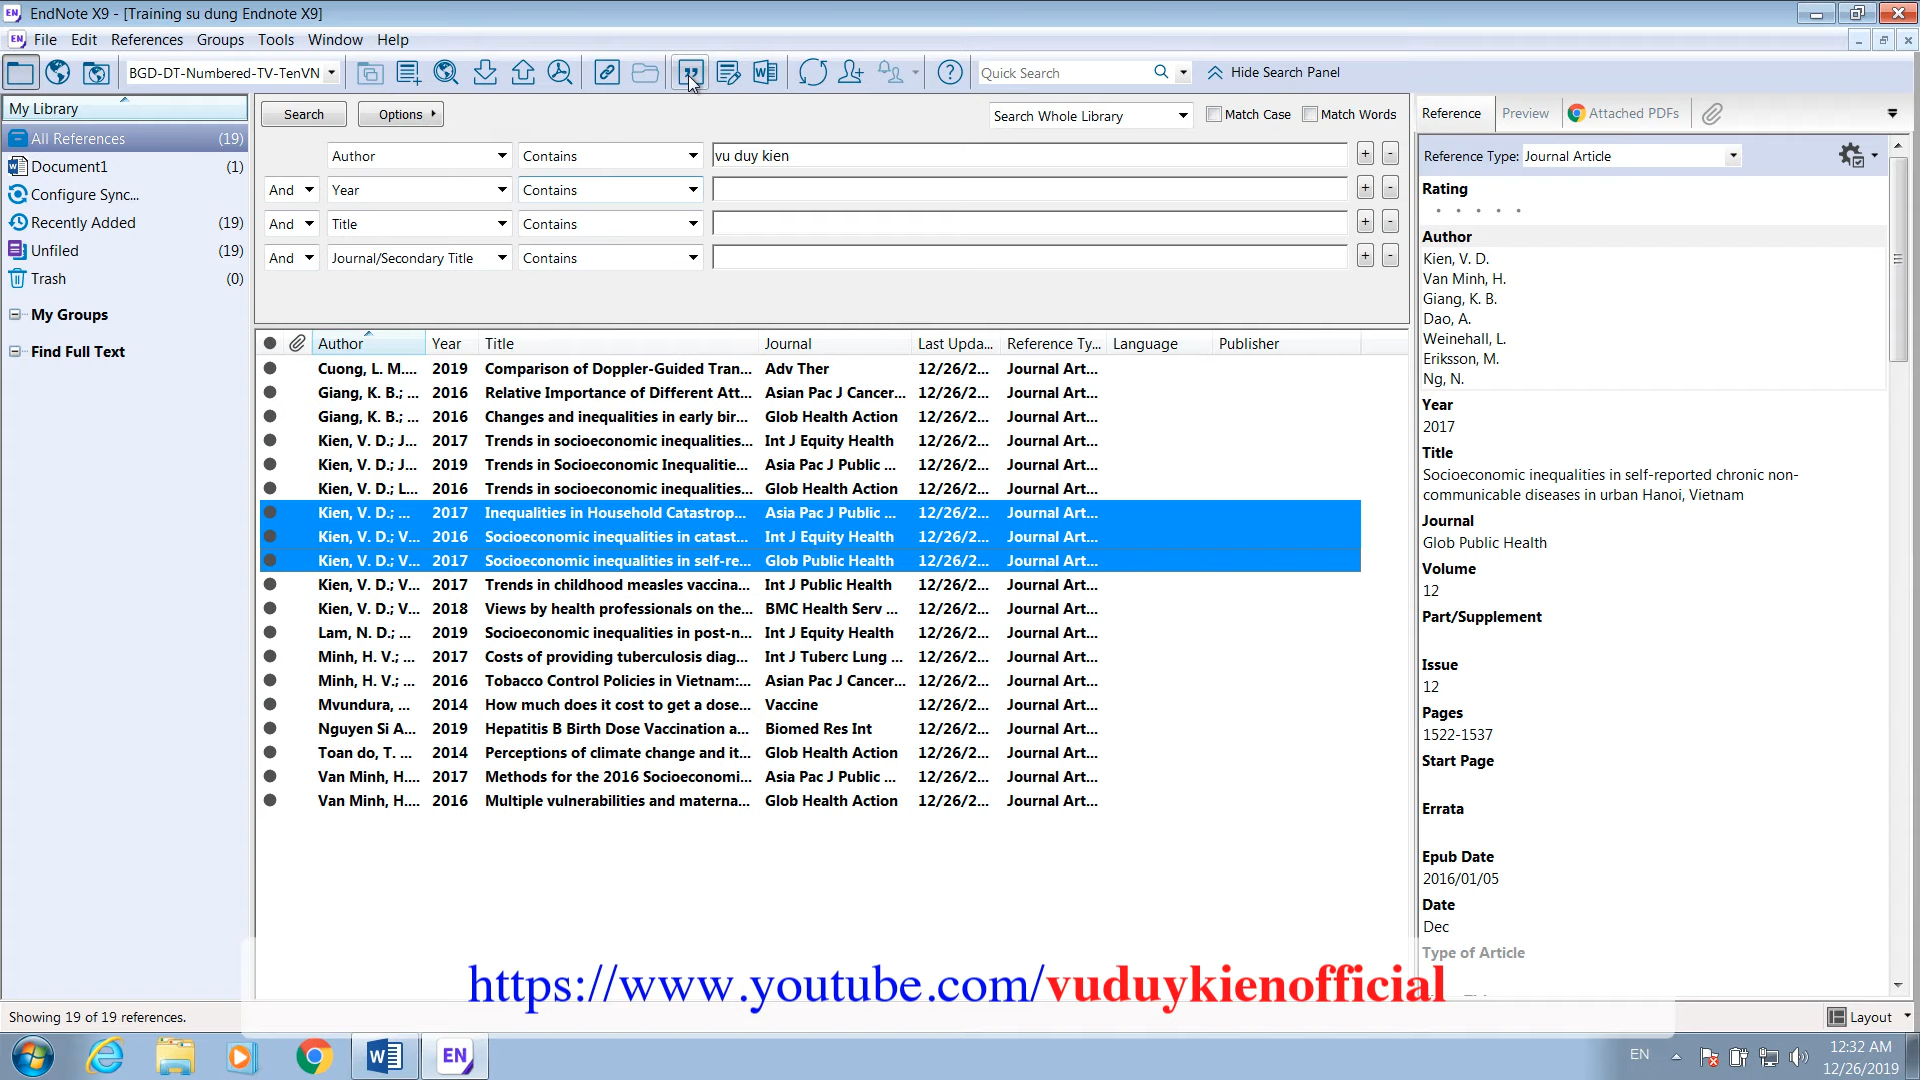 EndNote X9 - [Training su dung Endnote X9]
File Edit References Groups Tools Window Help
BGD-DT-Numbered-TV-TenVN Quick Search Hide Search Panel
My Library
All References (19)
Document1 (1)
Configure Sync...
Recently Added (19)
Unfiled (19)
Trash (0)
My Groups
Find Full Text
Search Options Search Whole Library Match Case Match Words
Author Contains vu duy kien + -
And Year Contains + -
And Title Contains + -
And Journal/Secondary Title Contains + -
Author Year Title Journal Last Upda... Reference Ty... Language Publisher
Cuong, L. M.... 2019 Comparison of Doppler-Guided Tran... Adv Ther 12/26/2... Journal Art...
Giang, K. B.; ... 2016 Relative Importance of Different Att... Asian Pac J Cancer... 12/26/2... Journal Art...
Giang, K. B.; ... 2016 Changes and inequalities in early bir... Glob Health Action 12/26/2... Journal Art...
Kien, V. D.; J... 2017 Trends in socioeconomic inequalities... Int J Equity Health 12/26/2... Journal Art...
Kien, V. D.; J... 2019 Trends in Socioeconomic Inequalitie... Asia Pac J Public ... 12/26/2... Journal Art...
Kien, V. D.; L... 2016 Trends in socioeconomic inequalities... Glob Health Action 12/26/2... Journal Art...
Kien, V. D.; ... 2017 Inequalities in Household Catastrop... Asia Pac J Public ... 12/26/2... Journal Art...
Kien, V. D.; V... 2016 Socioeconomic inequalities in catast... Int J Equity Health 12/26/2... Journal Art...
Kien, V. D.; V... 2017 Socioeconomic inequalities in self-re... Glob Public Health 12/26/2... Journal Art...
Kien, V. D.; V... 2017 Trends in childhood measles vaccina... Int J Public Health 12/26/2... Journal Art...
Kien, V. D.; V... 2018 Views by health professionals on the... BMC Health Serv ... 12/26/2... Journal Art...
Lam, N. D.; ... 2019 Socioeconomic inequalities in post-n... Int J Equity Health 12/26/2... Journal Art...
Minh, H. V.; ... 2017 Costs of providing tuberculosis diag... Int J Tuberc Lung ... 12/26/2... Journal Art...
Minh, H. V.; ... 2016 Tobacco Control Policies in Vietnam:... Asian Pac J Cancer... 12/26/2... Journal Art...
Mvundura, ... 2014 How much does it cost to get a dose... Vaccine 12/26/2... Journal Art...
Nguyen Si A... 2019 Hepatitis B Birth Dose Vaccination a... Biomed Res Int 12/26/2... Journal Art...
Toan do, T. ... 2014 Perceptions of climate change and it... Glob Health Action 12/26/2... Journal Art...
Van Minh, H.... 2017 Methods for the 2016 Socioeconomi... Asia Pac J Public ... 12/26/2... Journal Art...
Van Minh, H.... 2016 Multiple vulnerabilities and materna... Glob Health Action 12/26/2... Journal Art...
Reference Preview Attached PDFs
Reference Type: Journal Article
Rating
Author
Kien, V. D.
Van Minh, H.
Giang, K. B.
Dao, A.
Weinehall, L.
Eriksson, M.
Ng, N.
Year
2017
Title
Socioeconomic inequalities in self-reported chronic non-
communicable diseases in urban Hanoi, Vietnam
Journal
Glob Public Health
Volume
12
Part/Supplement
Issue
12
Pages
1522-1537
Start Page
Errata
Epub Date
2016/01/05
Date
Dec
Type of Article
https://www.youtube.com/vuduykienofficial
Showing 19 of 19 references. Layout
EN EN 12:32 AM
12/26/2019